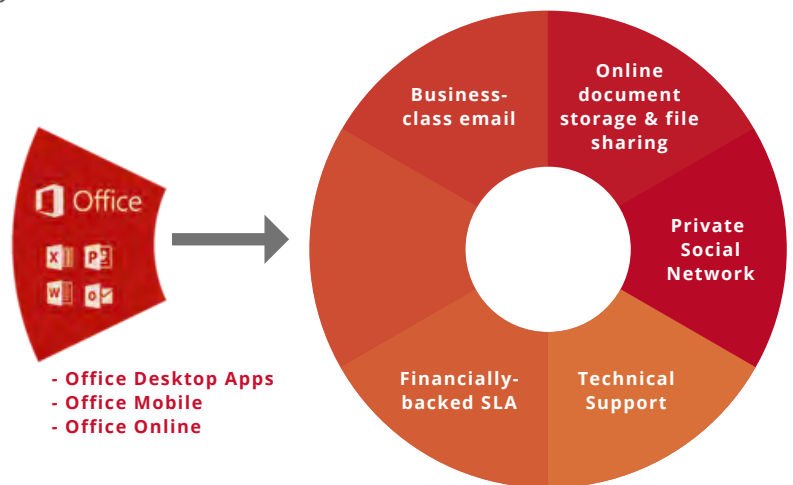 Office
X
P
W
O
- Office Desktop Apps
- Office Mobile
- Office Online
Business-
class email
Online
document
storage & file
sharing
Private
Social
Network
Technical
Support
Financially-
backed SLA